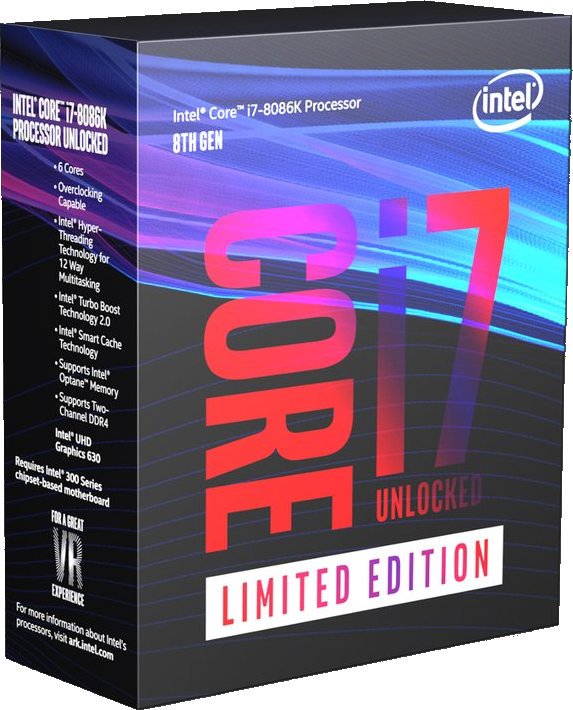 INTEL® CORE™ i7-8086K
PROCESSOR UNLOCKED
• 6 Cores
• Overclocking
Capable
• Intel® Hyper-
Threading
Technology for
12 Way
Multitasking
• Intel® Turbo Boost
Technology 2.0
• Intel® Smart Cache
Technology
• Supports Intel®
Optane™ Memory
• Supports Two-
Channel DDR4
Intel® UHD
Graphics 630
Requires Intel® 300 Series
chipset-based motherboard
FOR A GREAT
VR
EXPERIENCE
For more information about Intel's
processors, visit ark.intel.com
Intel® Core™ i7-8086K Processor
8TH GEN
intel®
CORE
i7
UNLOCKED
LIMITED EDITION